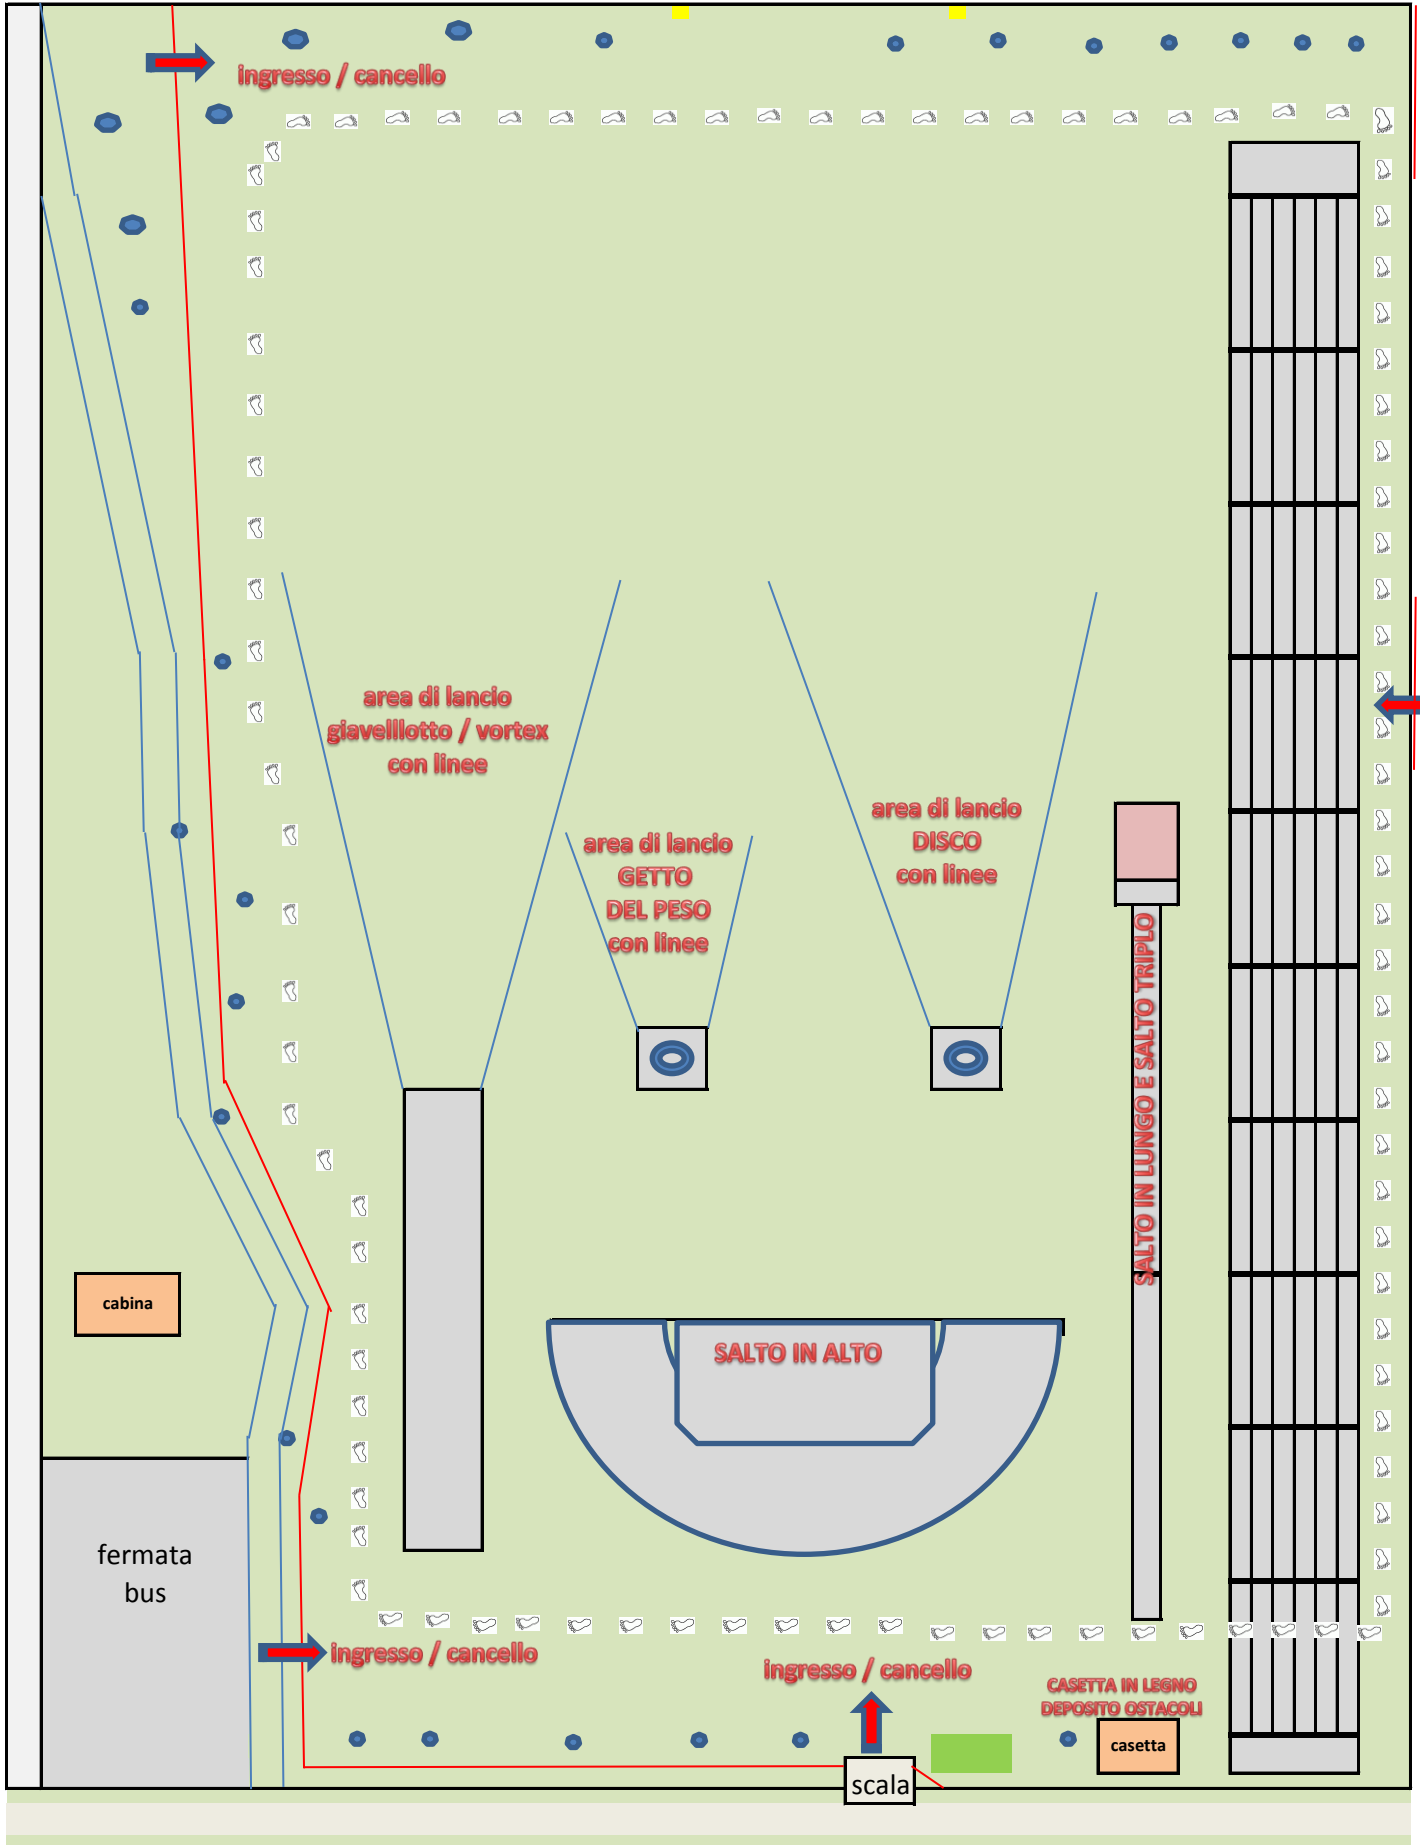 ingresso / cancello
area di lancio
giavelllotto / vortex
con linee
area di lancio
DISCO
con linee
area di lancio
GETTO
DEL PESO
con linee
SALTO IN LUNGO E SALTO TRIPLO
cabina
SALTO IN ALTO
fermata
bus
ingresso / cancello
ingresso / cancello
CASETTA IN LEGNO
DEPOSITO OSTACOLI
casetta
scala